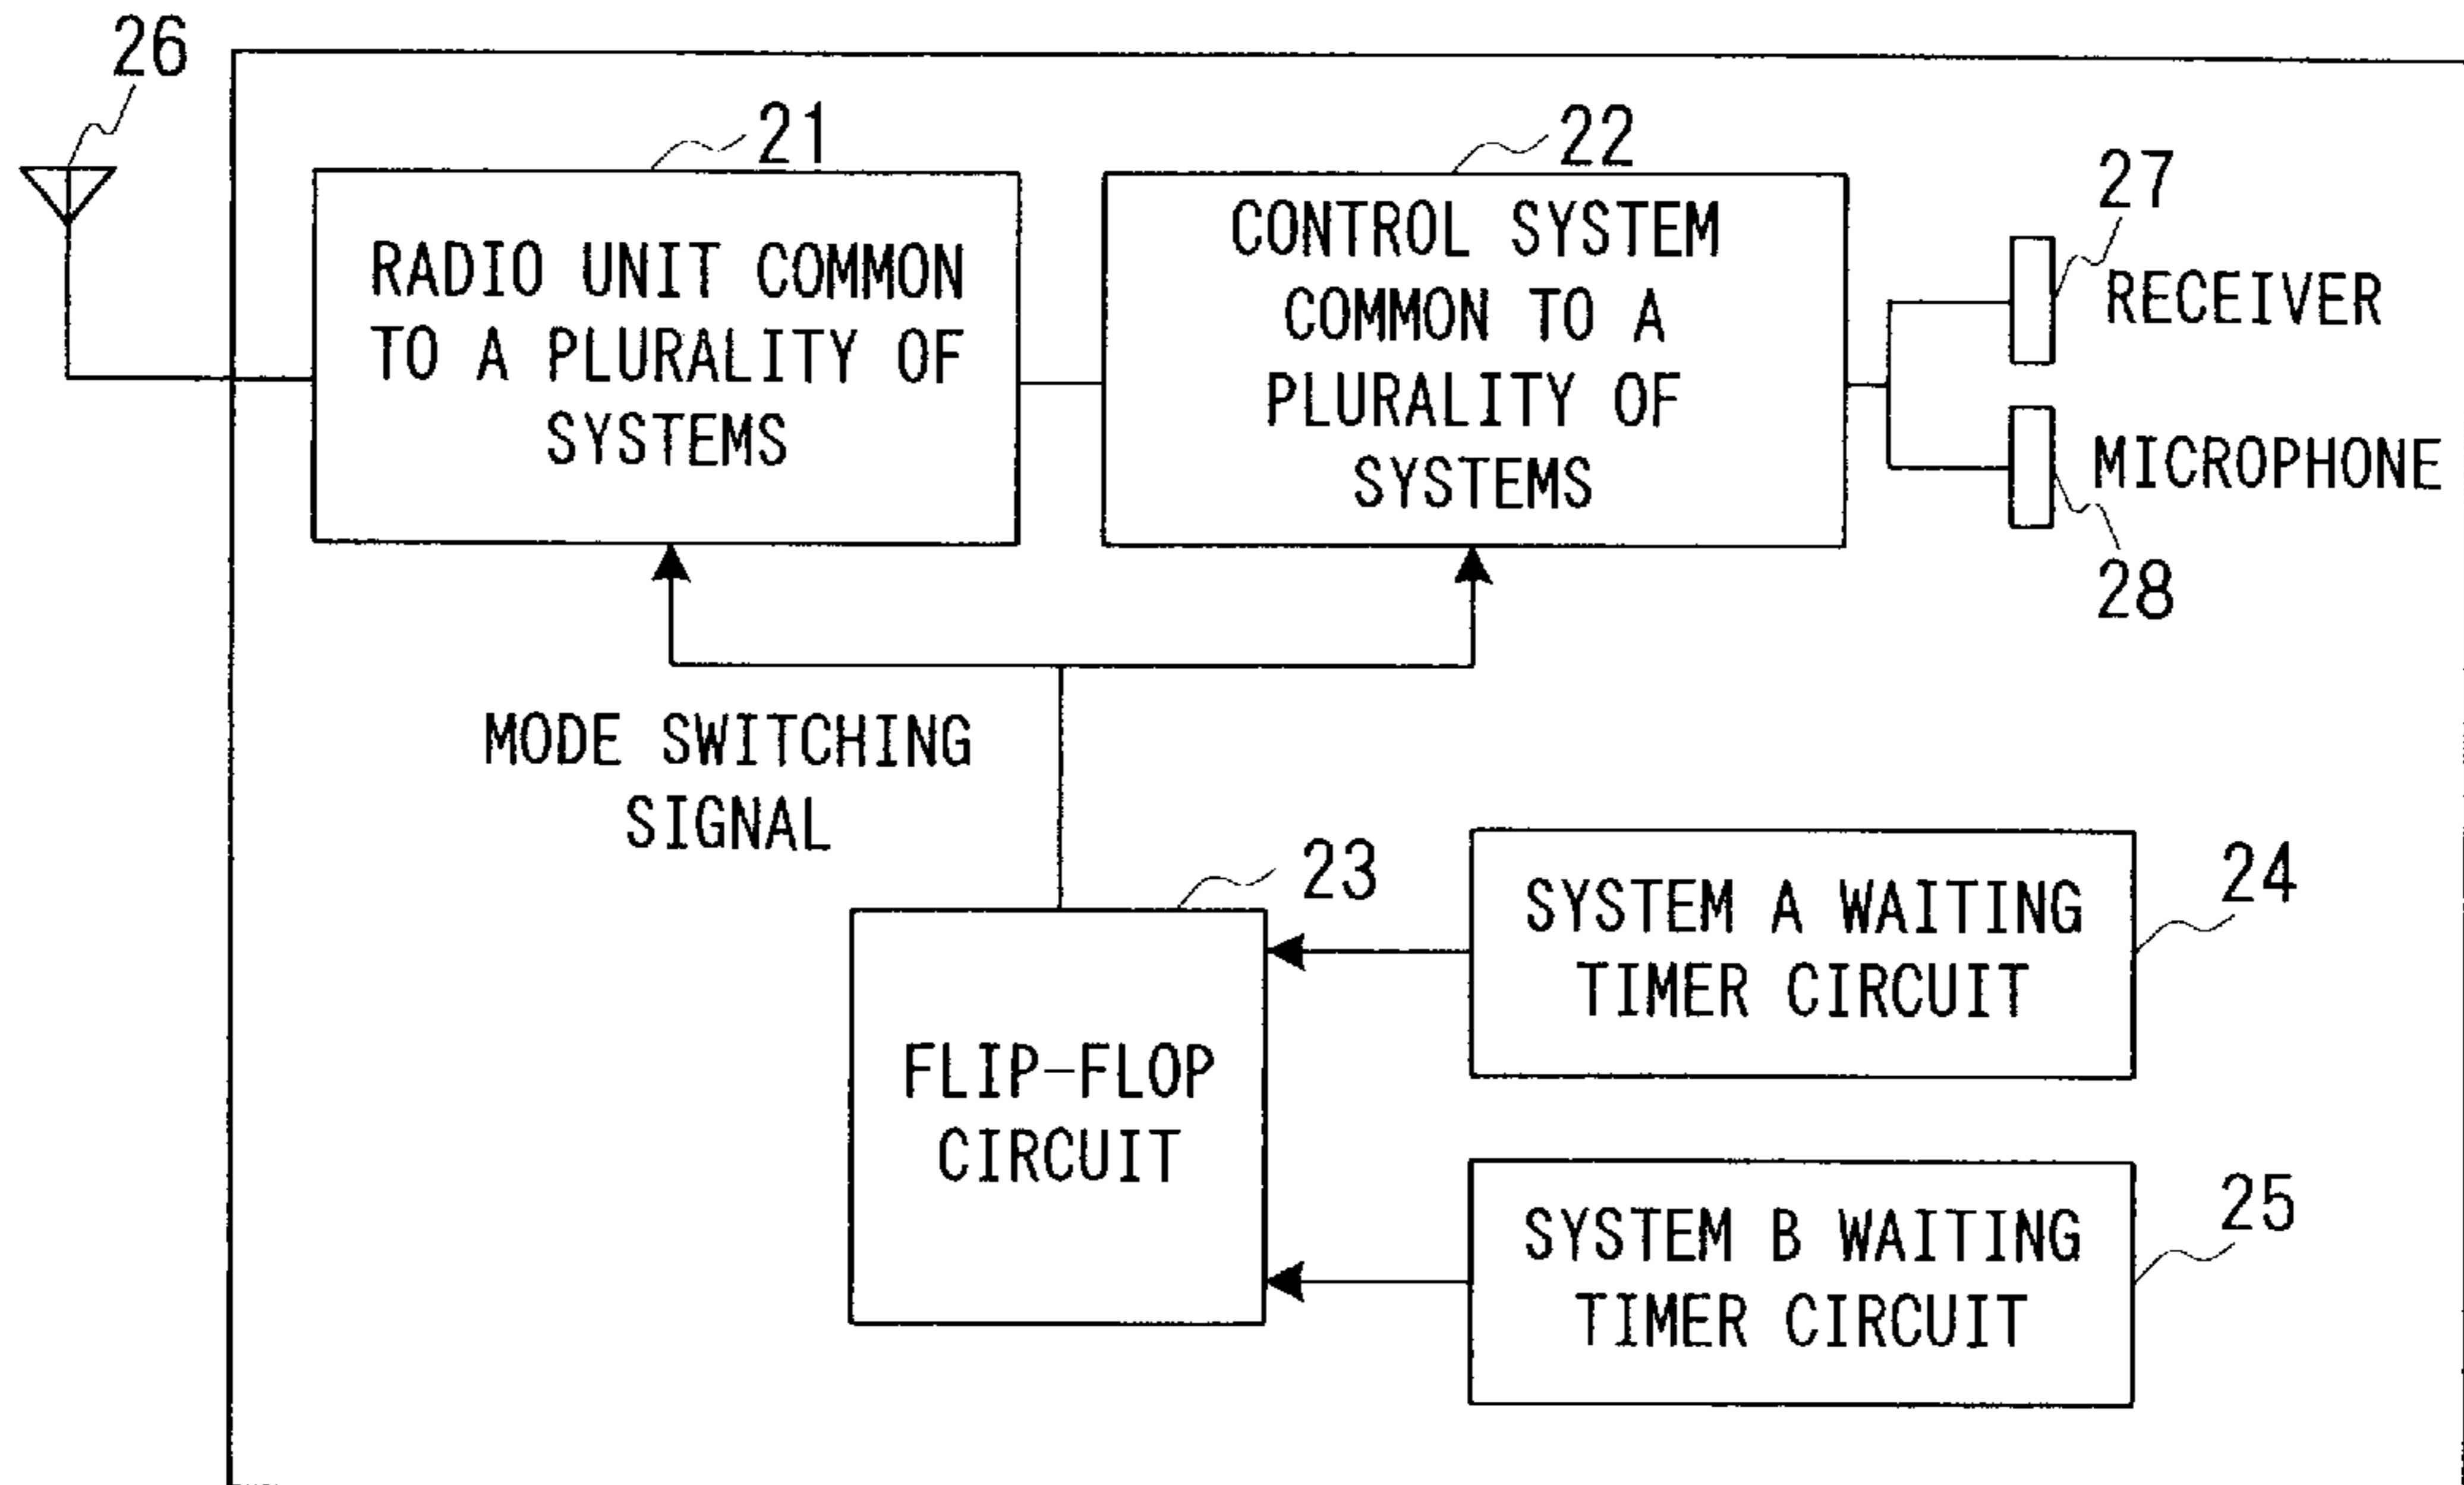 26
21
RADIO UNIT COMMON
TO A PLURALITY OF
SYSTEMS
22
CONTROL SYSTEM
COMMON TO A
PLURALITY OF
SYSTEMS
27
RECEIVER
MICROPHONE
28
MODE SWITCHING
SIGNAL
23
FLIP-FLOP
CIRCUIT
24
SYSTEM A WAITING
TIMER CIRCUIT
25
SYSTEM B WAITING
TIMER CIRCUIT